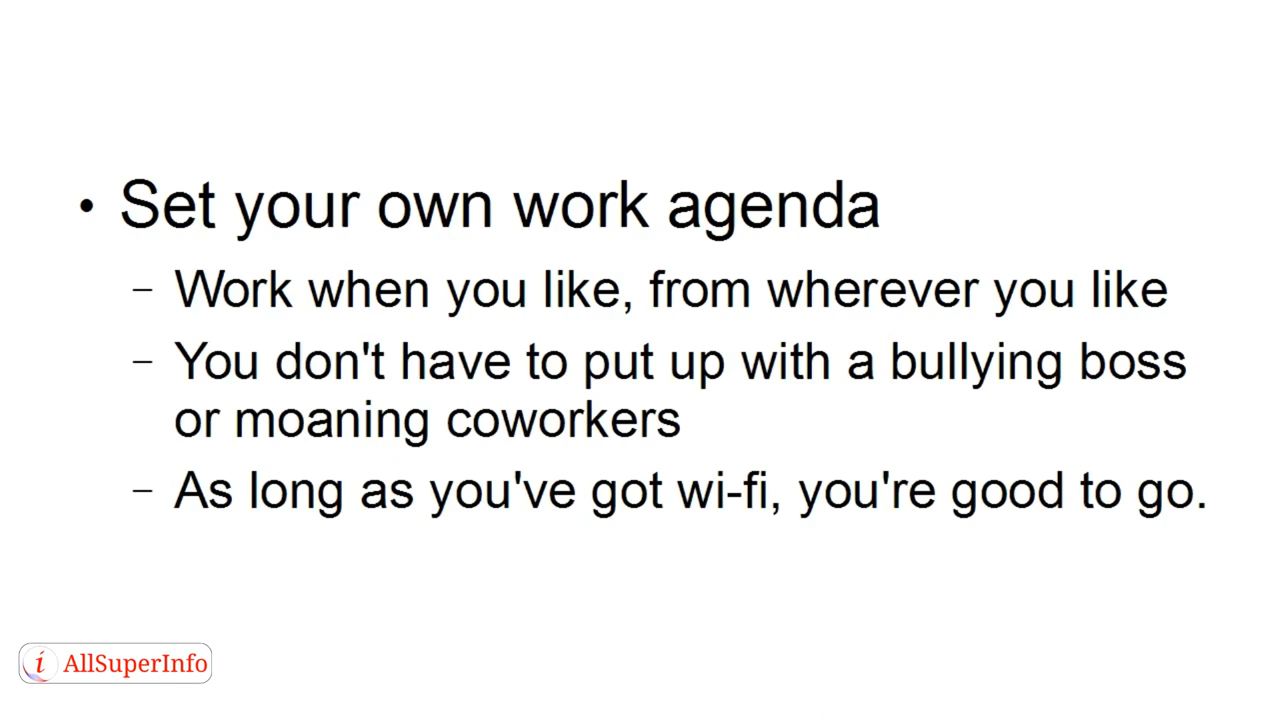 • Set your own work agenda
– Work when you like, from wherever you like
– You don't have to put up with a bullying boss
or moaning coworkers
– As long as you've got wi-fi, you're good to go.
i AllSuperInfo